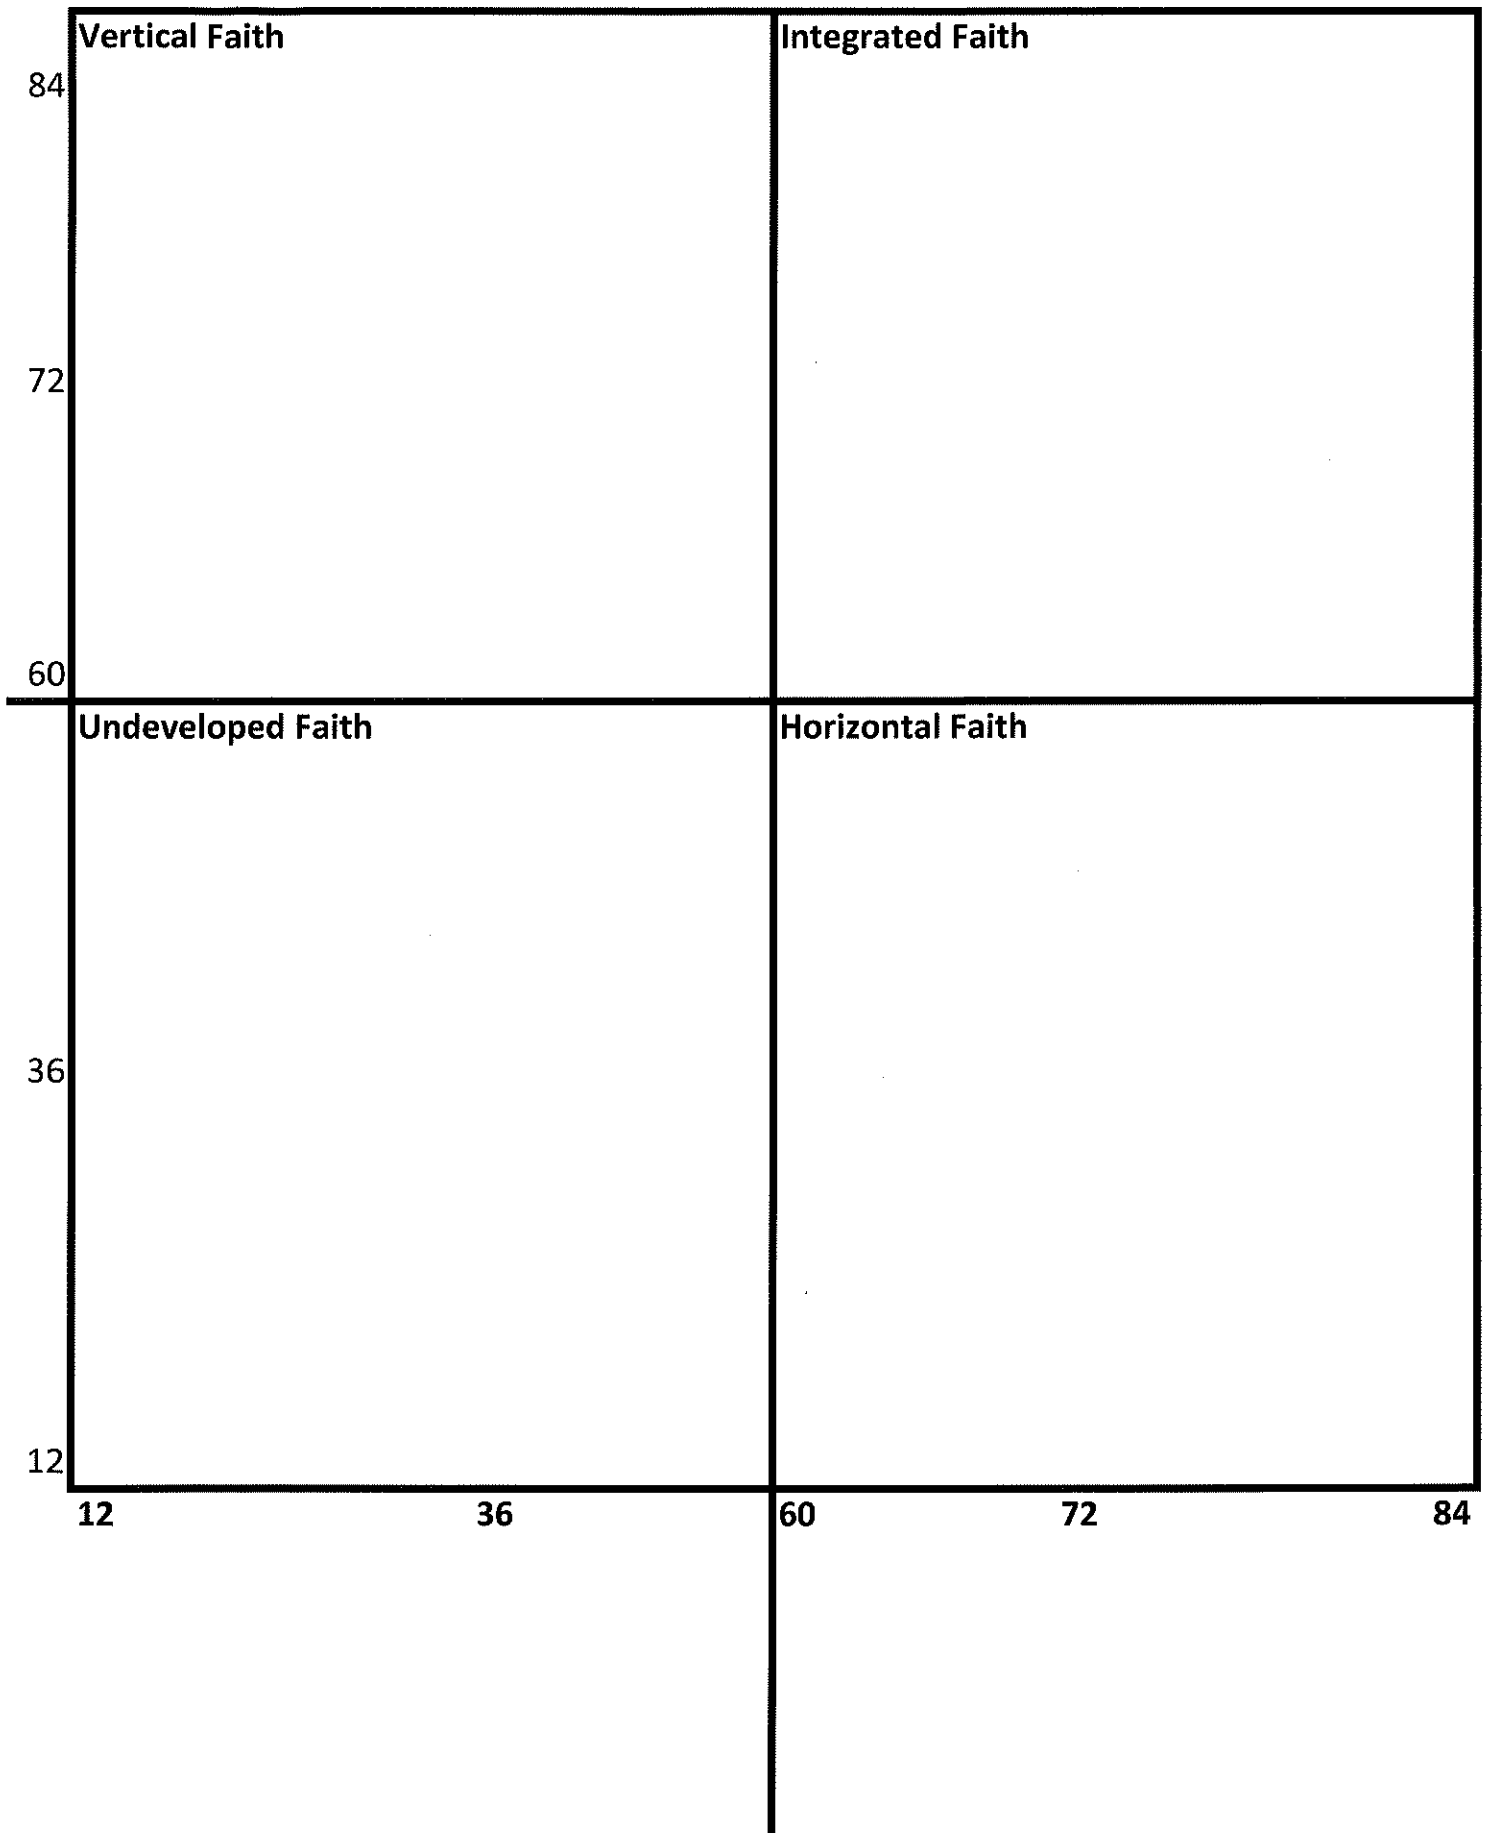 Vertical Faith
Integrated Faith
84
72
60
Undeveloped Faith
Horizontal Faith
36
12
12 36 60 72 84